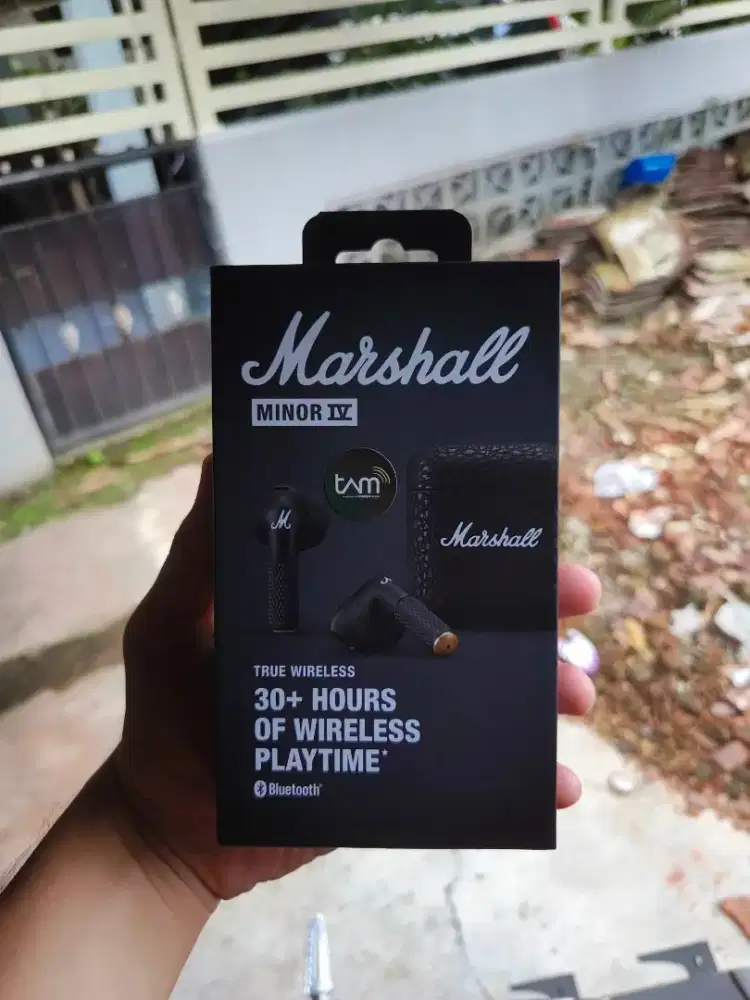 Marshall
MINOR IV
tam
M
Marshall
TRUE WIRELESS
30+ HOURS
OF WIRELESS
PLAYTIME*
Bluetooth®